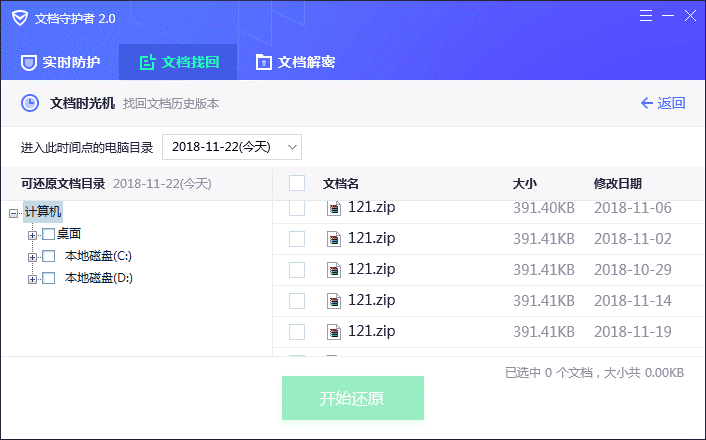 文档守护者 2.0
实时防护 文档找回 文档解密
文档时光机 找回文档历史版本 返回
进入此时间点的电脑目录 2018-11-22(今天)
可还原文档目录 2018-11-22(今天) 文档名 大小 修改日期
计算机 121.zip 391.40KB 2018-11-06
桌面 121.zip 391.41KB 2018-11-02
本地磁盘(C:) 121.zip 391.41KB 2018-10-29
本地磁盘(D:) 121.zip 391.41KB 2018-11-14
121.zip 391.41KB 2018-11-19
已选中 0 个文档，大小共 0.00KB
开始还原